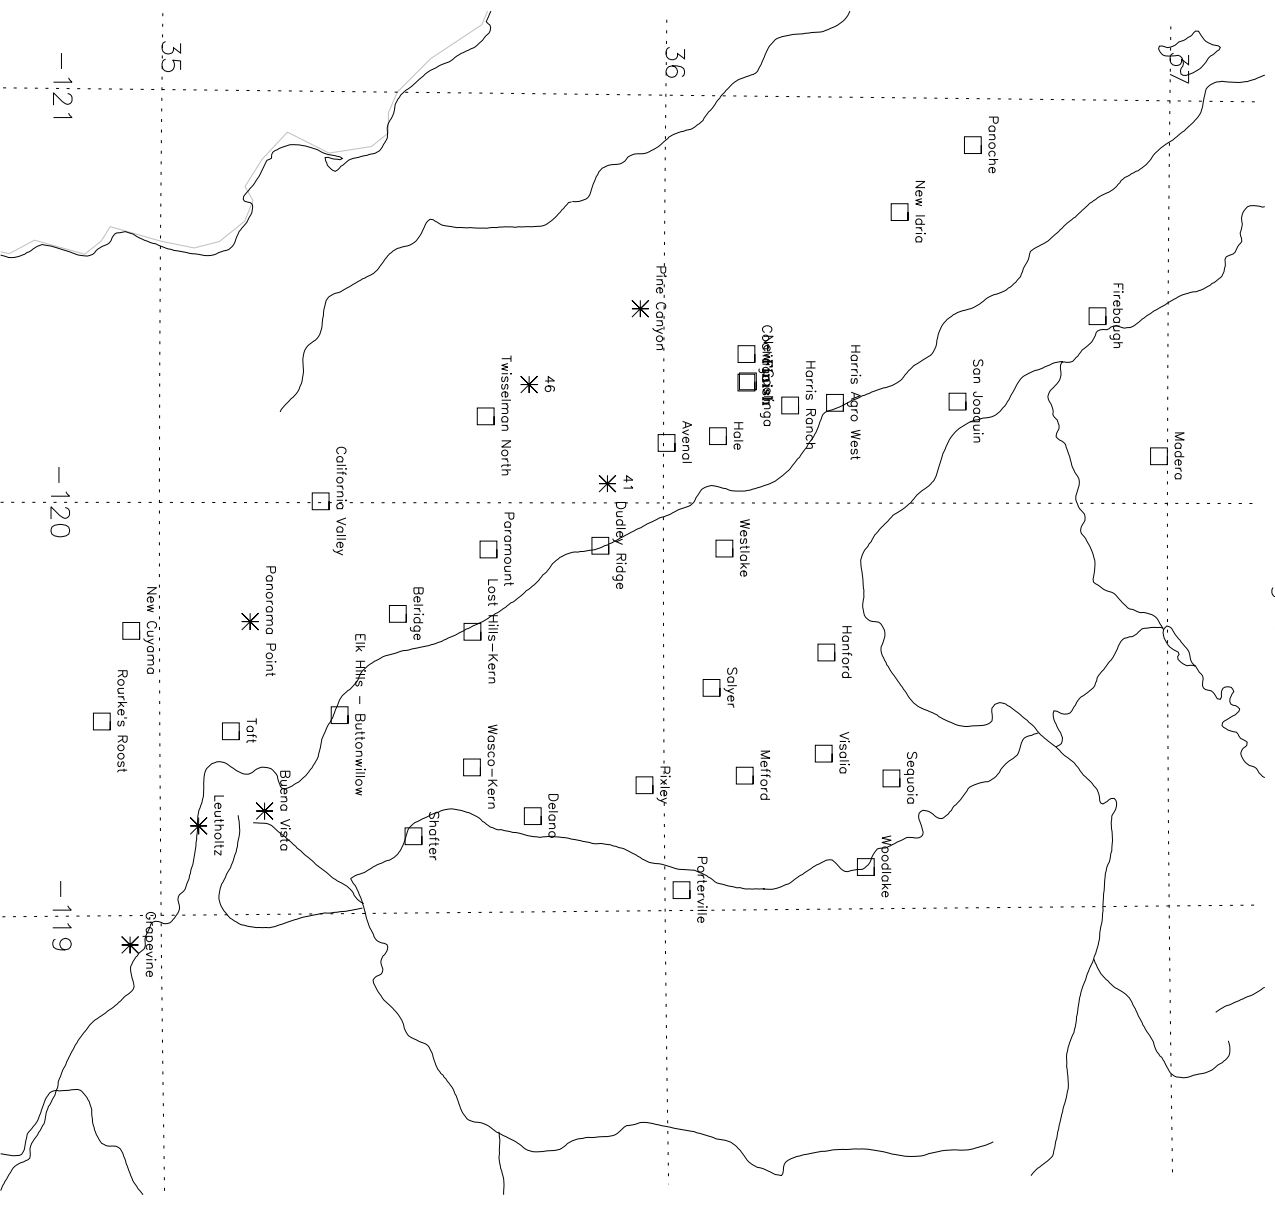 35
36
37
−121
−120
−119
Panoche
New Idria
Firebaugh
Pine Canyon
Harris Ranch
Harris Agro West
San Joaquin
Madera
46
Twisselman North
Avenal
Hale
41
California Valley
Paramount
Dudley Ridge
Westlake
Panorama Point
New Cuyama
Belridge
Lost Hills−Kern
Elk Hills − Buttonwillow
Hanford
Salyer
Rourke's Roost
Taft
Wasco−Kern
Pixley
Mefford
Visalia
Sequoia
Leutholtz
Buena Vista
Shafter
Delano
Porterville
Woodlake
Grapevine